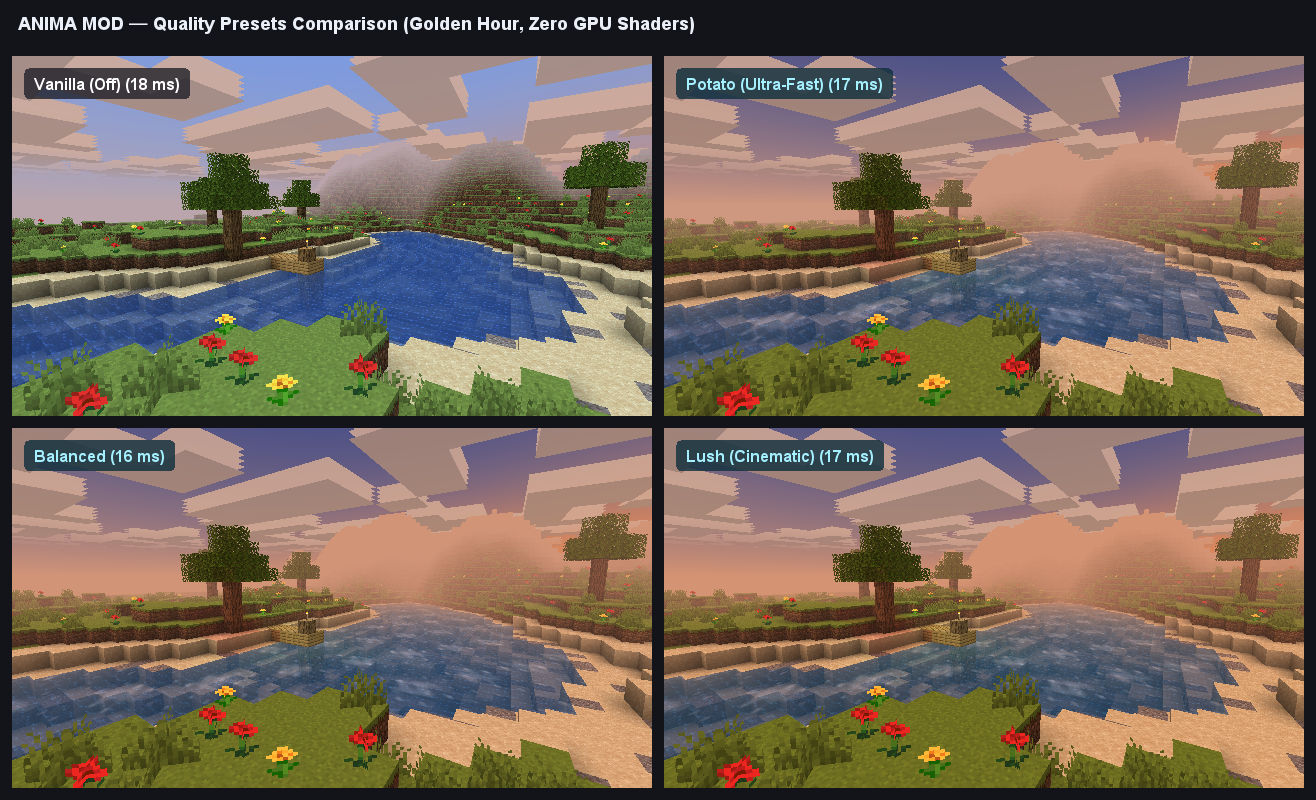 ANIMA MOD — Quality Presets Comparison (Golden Hour, Zero GPU Shaders)
Vanilla (Off) (18 ms)
Potato (Ultra-Fast) (17 ms)
Balanced (16 ms)
Lush (Cinematic) (17 ms)